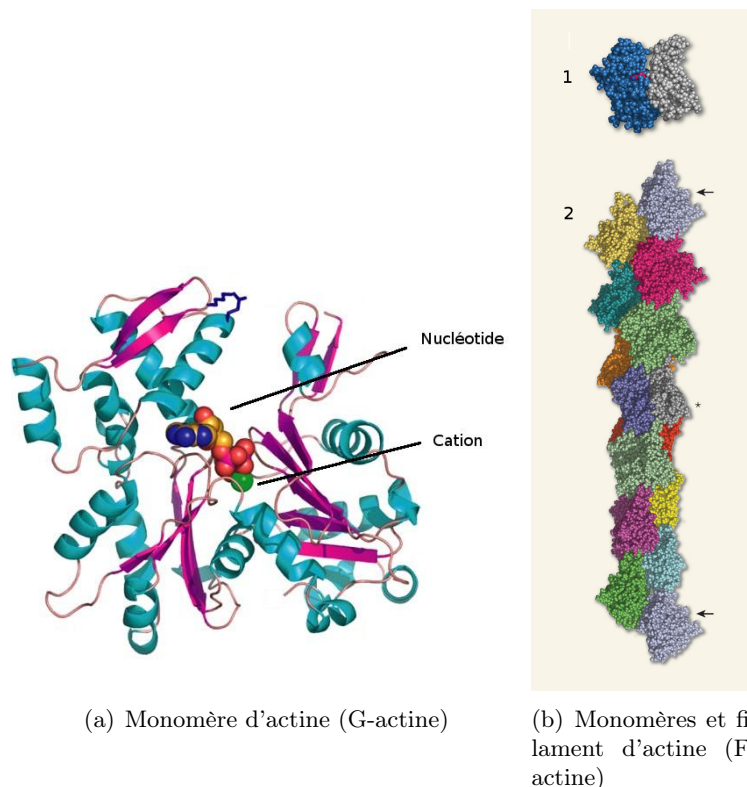 1
2
*
Nucléotide
Cation
(a) Monomère d'actine (G-actine)
(b) Monomères et fi
lament d'actine (F
actine)